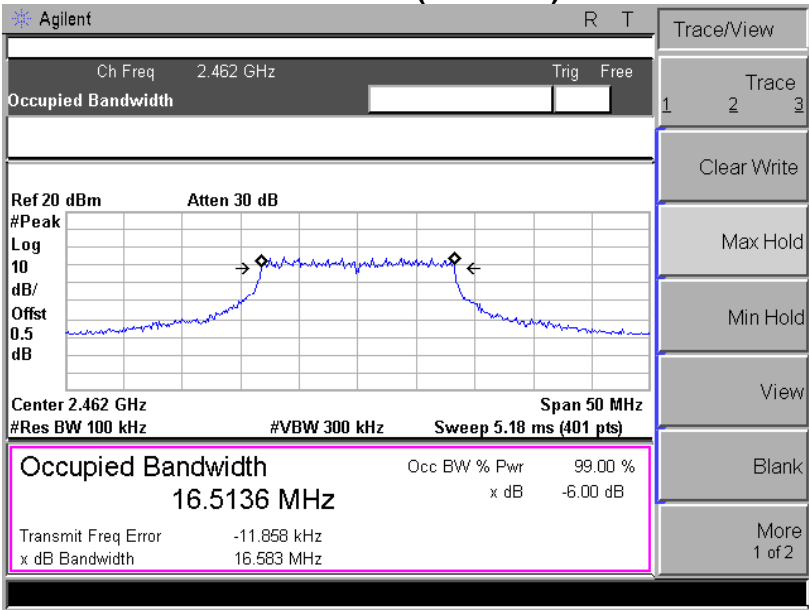 Agilent R T
Trace/View
Ch Freq 2.462 GHz Trig Free
Occupied Bandwidth
Trace
1 2 3
Clear Write
Max Hold
Min Hold
View
Blank
More
1 of 2
Ref 20 dBm Atten 30 dB
#Peak
Log
10
dB/
Offst
0.5
dB
Center 2.462 GHz Span 50 MHz
#Res BW 100 kHz #VBW 300 kHz Sweep 5.18 ms (401 pts)
Occupied Bandwidth Occ BW % Pwr 99.00 %
16.5136 MHz x dB -6.00 dB
Transmit Freq Error -11.858 kHz
x dB Bandwidth 16.583 MHz